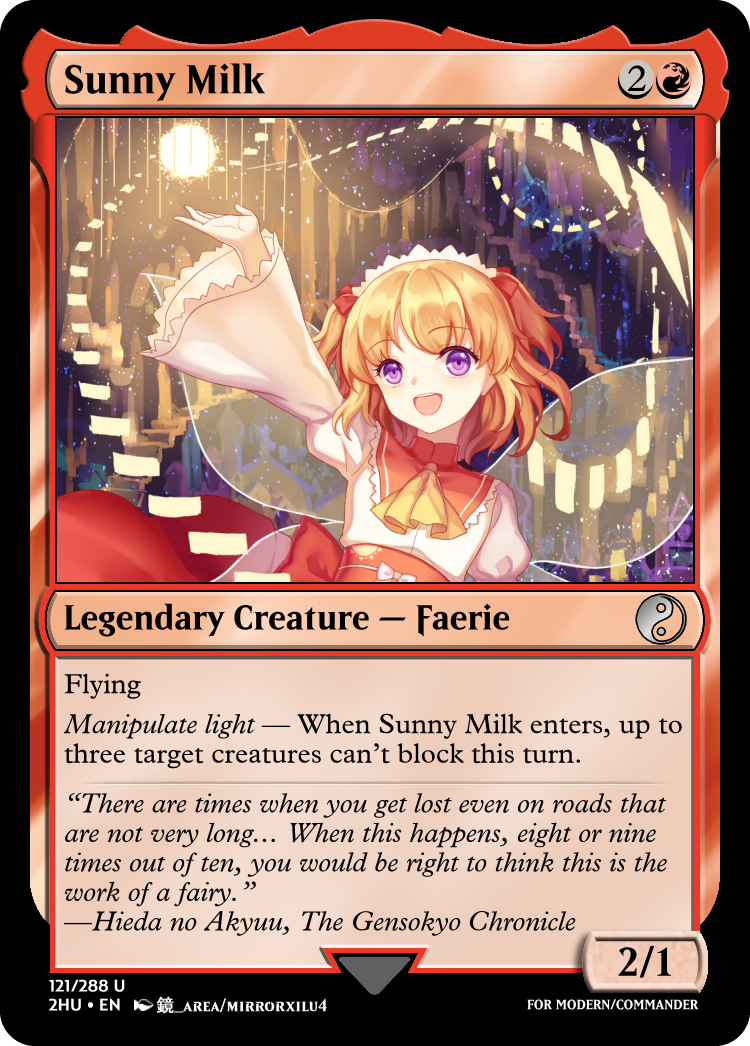 Sunny Milk 2
Legendary Creature — Faerie
Flying
Manipulate light — When Sunny Milk enters, up to
three target creatures can't block this turn.
“There are times when you get lost even on roads that
are not very long… When this happens, eight or nine
times out of ten, you would be right to think this is the
work of a fairy.”
—Hieda no Akyuu, The Gensokyo Chronicle
2/1
121/288 U
2HU • EN 鏡_AREA/MIRRORXILU4
FOR MODERN/COMMANDER